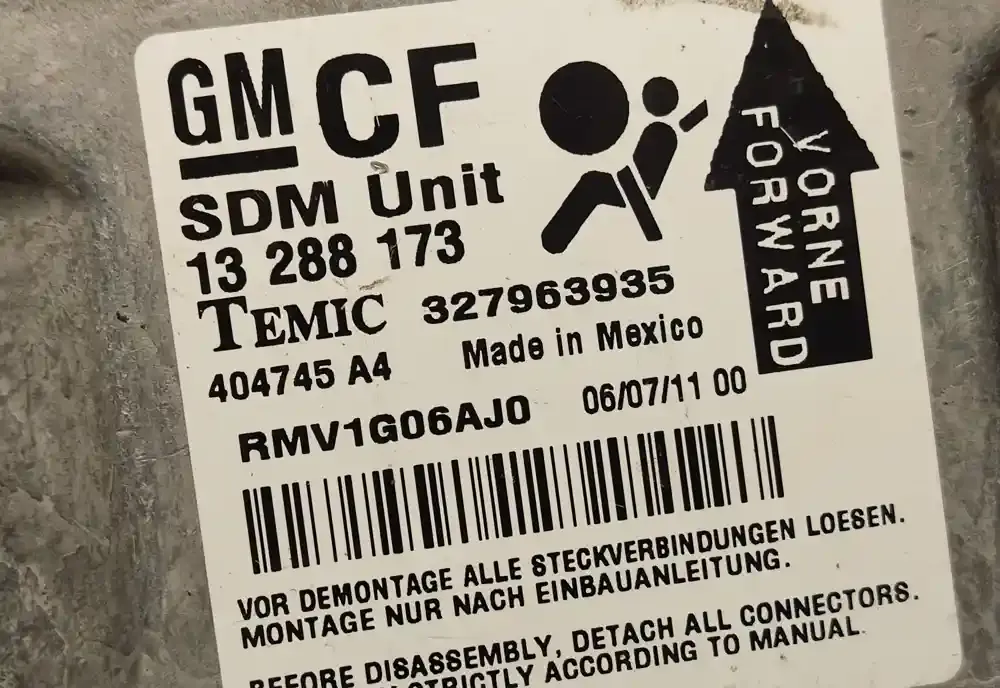 GM CF
SDM Unit
13 288 173
TEMIC 327963935
404745 A4 Made in Mexico
RMV1G06AJ0 06/07/11 00
VORNE
FORWARD
VOR DEMONTAGE ALLE STECKVERBINDUNGEN LOESEN.
MONTAGE NUR NACH EINBAUANLEITUNG.
BEFORE DISASSEMBLY, DETACH ALL CONNECTORS.
STRICTLY ACCORDING TO MANUAL.